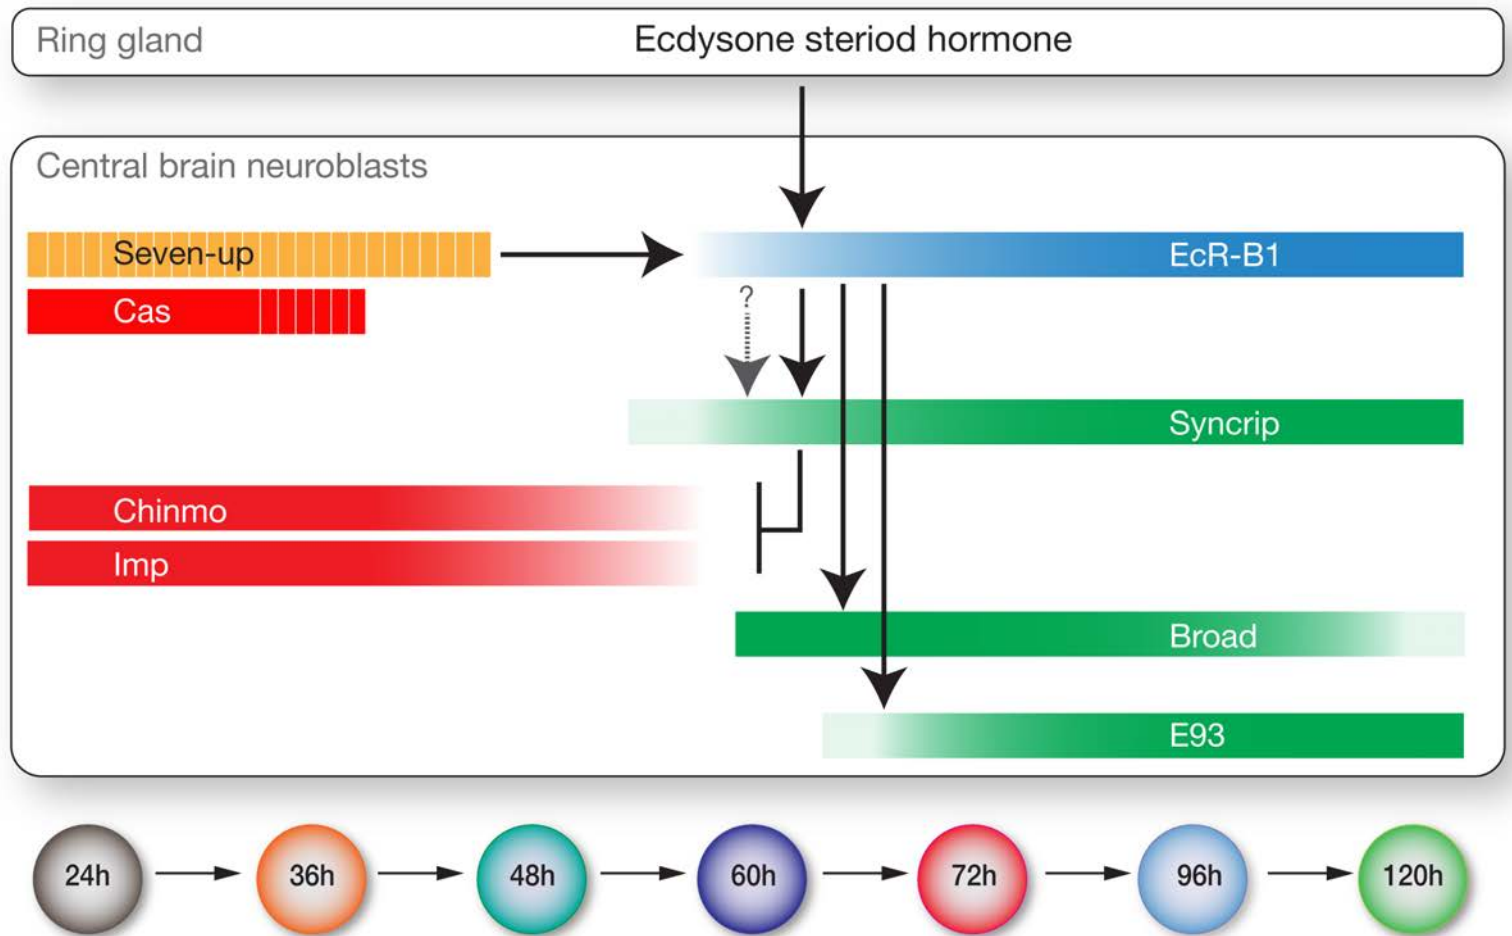 Ring gland
Ecdysone steriod hormone
Central brain neuroblasts
Seven-up
EcR-B1
Cas
?
Syncrip
Chinmo
Imp
Broad
E93
24h
36h
48h
60h
72h
96h
120h